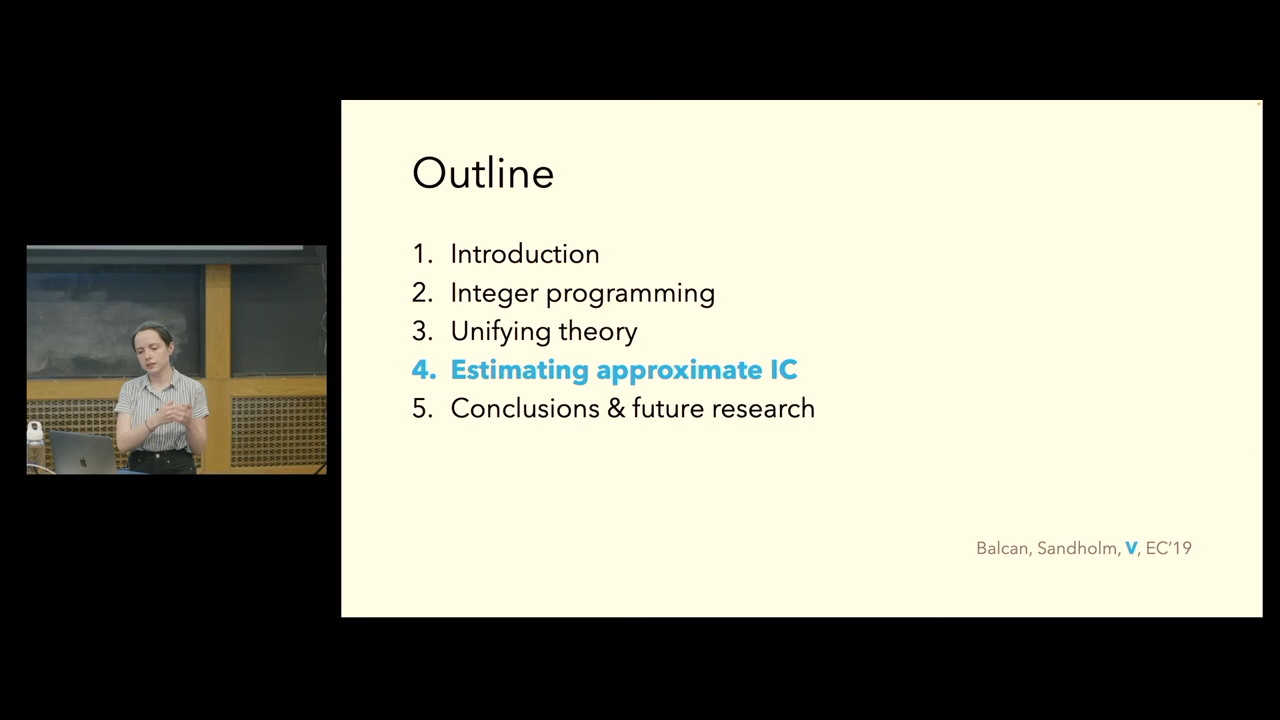 Outline
1. Introduction
2. Integer programming
3. Unifying theory
4. Estimating approximate IC
5. Conclusions & future research
Balcan, Sandholm, V, EC’19